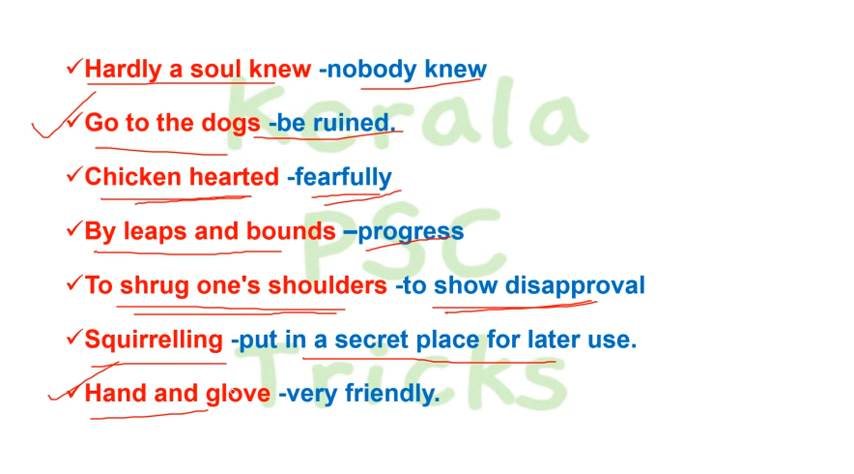 ✓Hardly a soul knew -nobody knew
✓Go to the dogs -be ruined.
✓Chicken hearted -fearfully
✓By leaps and bounds –progress
✓To shrug one's shoulders -to show disapproval
✓Squirrelling -put in a secret place for later use.
✓Hand and glove -very friendly.
Kerala
PSC
Tricks